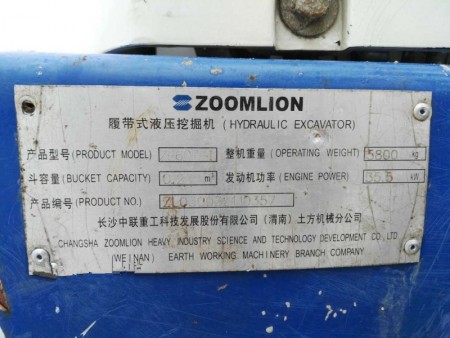 ZOOMLION
履带式液压挖掘机 (HYDRAULIC EXCAVATOR)
产品型号 (PRODUCT MODEL) 整机重量 (OPERATING WEIGHT) 5800 kg
斗容量 (BUCKET CAPACITY) m³ 发动机功率 (ENGINE POWER) 35.5 kW
产品编号 (PRODUCT NO.)
长沙中联重工科技发展股份有限公司 (渭南) 土方机械分公司
CHANGSHA ZOOMLION HEAVY INDUSTRY SCIENCE AND TECHNOLOGY DEVELOPMENT CO., LTD
(WEINAN) EARTH WORKING MACHINERY BRANCH COMPANY